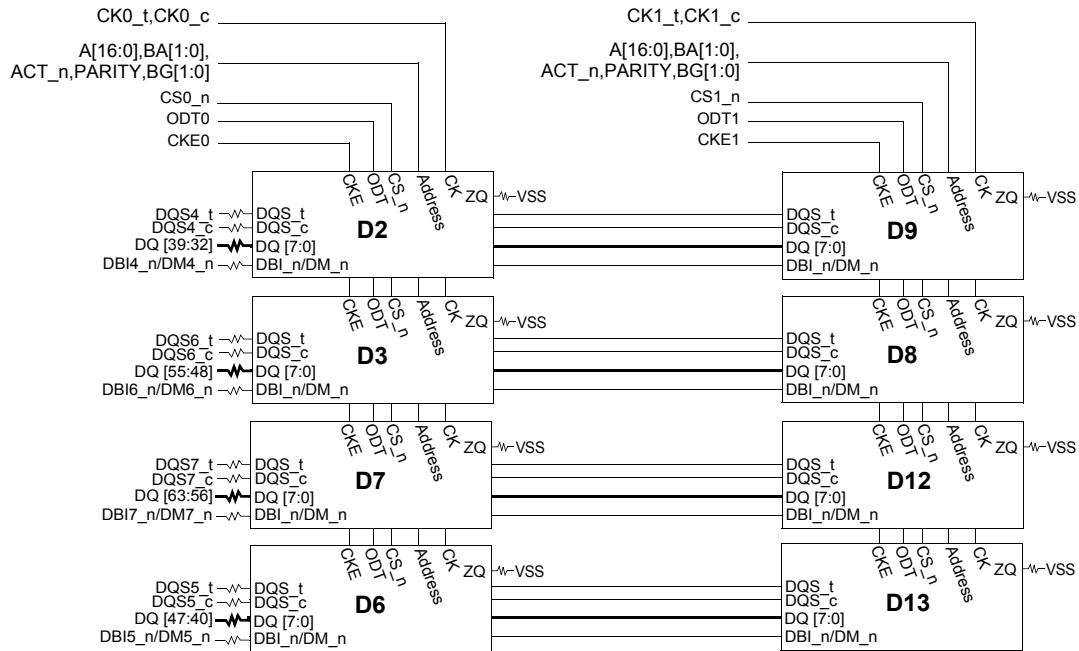 CK0_t,CK0_c
A[16:0],BA[1:0],
ACT_n,PARITY,BG[1:0]
CS0_n
ODT0
CKE0
CK1_t,CK1_c
A[16:0],BA[1:0],
ACT_n,PARITY,BG[1:0]
CS1_n
ODT1
CKE1
CKE ODT CS_n Address CK ZQ VSS
DQS4_t DQS_t
DQS4_c DQS_c
DQ [39:32] DQ [7:0]
DBI4_n/DM4_n DBI_n/DM_n
D2
CKE ODT CS_n Address CK ZQ VSS
DQS_t
DQS_c
DQ [7:0]
DBI_n/DM_n
D9
CKE ODT CS_n Address CK ZQ VSS
DQS6_t DQS_t
DQS6_c DQS_c
DQ [55:48] DQ [7:0]
DBI6_n/DM6_n DBI_n/DM_n
D3
CKE ODT CS_n Address CK ZQ VSS
DQS_t
DQS_c
DQ [7:0]
DBI_n/DM_n
D8
CKE ODT CS_n Address CK ZQ VSS
DQS7_t DQS_t
DQS7_c DQS_c
DQ [63:56] DQ [7:0]
DBI7_n/DM7_n DBI_n/DM_n
D7
CKE ODT CS_n Address CK ZQ VSS
DQS_t
DQS_c
DQ [7:0]
DBI_n/DM_n
D12
CKE ODT CS_n Address CK ZQ VSS
DQS5_t DQS_t
DQS5_c DQS_c
DQ [47:40] DQ [7:0]
DBI5_n/DM5_n DBI_n/DM_n
D6
CKE ODT CS_n Address CK ZQ VSS
DQS_t
DQS_c
DQ [7:0]
DBI_n/DM_n
D13